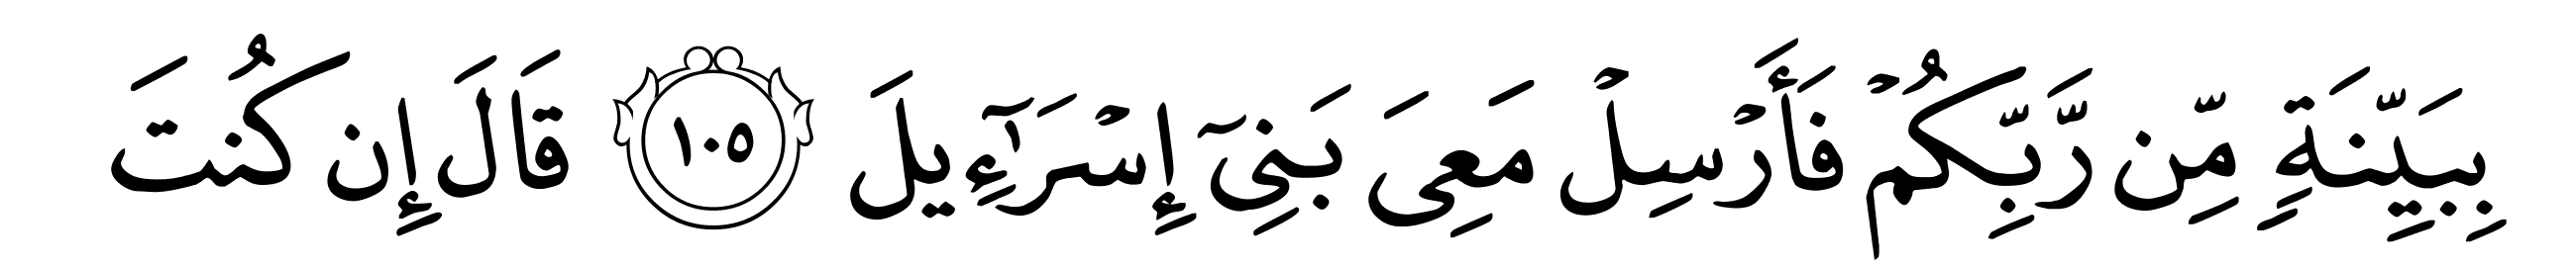 بِبَيِّنَةٍ مِّن رَّبِّكُمْ فَأَرْسِلْ مَعِىَ بَنِىٓ إِسْرَٰٓءِيلَ ١٠٥ قَالَ إِن كُنتَ